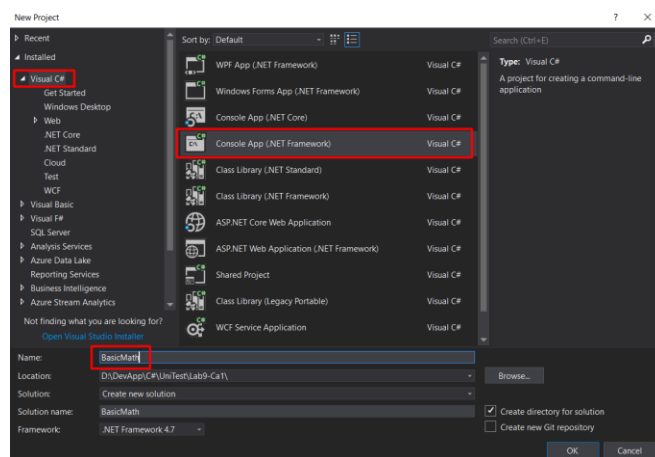 New Project
? ×
Recent
Sort by: Default
Search (Ctrl+E)
Installed
Visual C#
Get Started
Windows Desktop
Web
.NET Core
.NET Standard
Cloud
Test
WCF
Visual Basic
Visual F#
SQL Server
Analysis Services
Azure Data Lake
Reporting Services
Business Intelligence
Azure Stream Analytics
Not finding what you are looking for?
Open Visual Studio Installer
WPF App (.NET Framework) Visual C#
Windows Forms App (.NET Framework) Visual C#
Console App (.NET Core) Visual C#
Console App (.NET Framework) Visual C#
Class Library (.NET Standard) Visual C#
Class Library (.NET Framework) Visual C#
ASP.NET Core Web Application Visual C#
ASP.NET Web Application (.NET Framework) Visual C#
Shared Project Visual C#
Class Library (Legacy Portable) Visual C#
WCF Service Application Visual C#
Type: Visual C#
A project for creating a command-line
application
Name: BasicMath
Location: D:\DevApp\C#\UniTest\Lab9-Ca1\ Browse...
Solution: Create new solution
Solution name: BasicMath
Create directory for solution
Framework: .NET Framework 4.7
Create new Git repository
OK Cancel